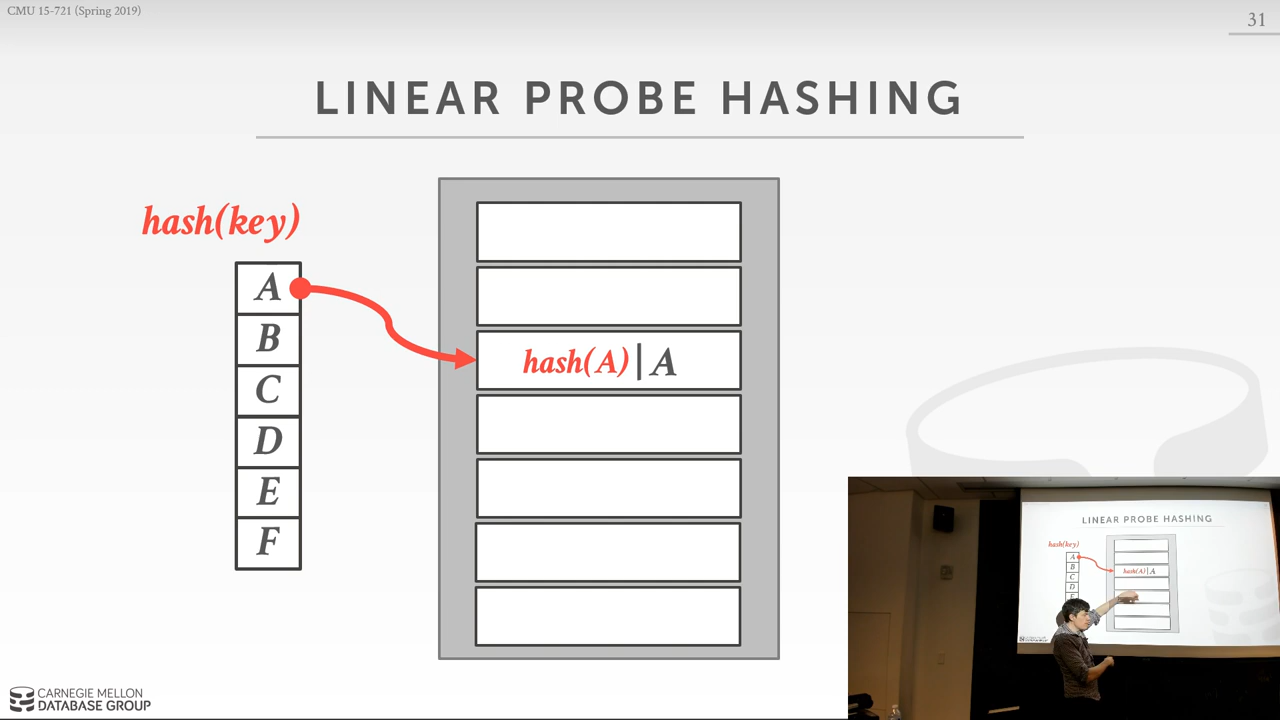 CMU 15-721 (Spring 2019)
31
LINEAR PROBE HASHING
hash(key)
A
B
C
D
E
F
hash(A) | A
CARNEGIE MELLON
DATABASE GROUP
LINEAR PROBE HASHING
hash(key)
A
B
C
D
hash(A) | A